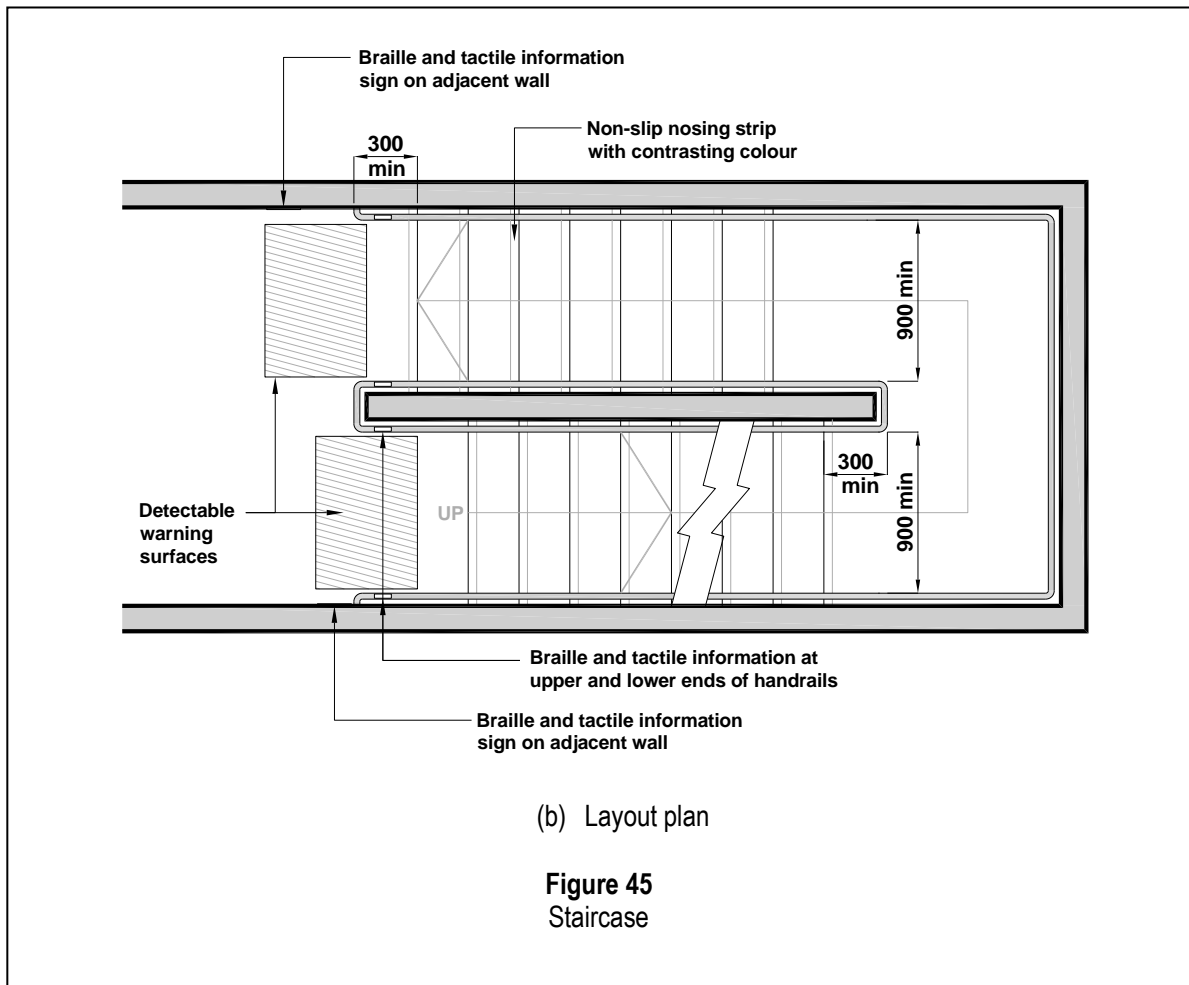 Braille and tactile information
sign on adjacent wall
Non-slip nosing strip
with contrasting colour
300
min
900 min
300
min
900 min
UP
Detectable
warning
surfaces
Braille and tactile information at
upper and lower ends of handrails
Braille and tactile information
sign on adjacent wall
(b) Layout plan
Figure 45
Staircase